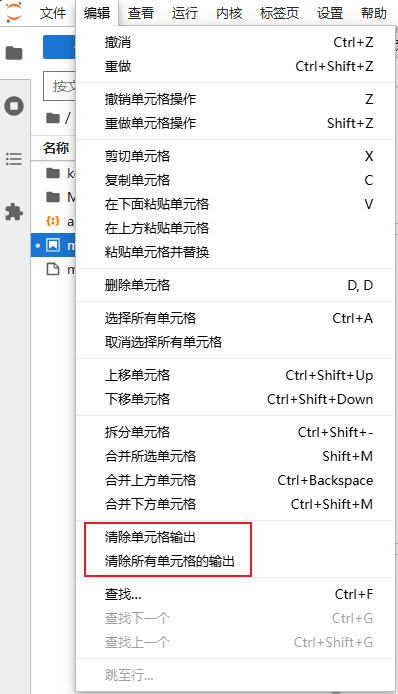 文件 编辑 查看 运行 内核 标签页 设置 帮助
撤消 Ctrl+Z
重做 Ctrl+Shift+Z
撤销单元格操作 Z
重做单元格操作 Shift+Z
剪切单元格 X
复制单元格 C
在下面粘贴单元格 V
在上方粘贴单元格
粘贴单元格并替换
删除单元格 D, D
选择所有单元格 Ctrl+A
取消选择所有单元格
上移单元格 Ctrl+Shift+Up
下移单元格 Ctrl+Shift+Down
拆分单元格 Ctrl+Shift+-
合并所选单元格 Shift+M
合并上方单元格 Ctrl+Backspace
合并下方单元格 Ctrl+Shift+M
清除单元格输出
清除所有单元格的输出
查找... Ctrl+F
查找下一个 Ctrl+G
查找上一个 Ctrl+Shift+G
跳至行...
按文
/
名称